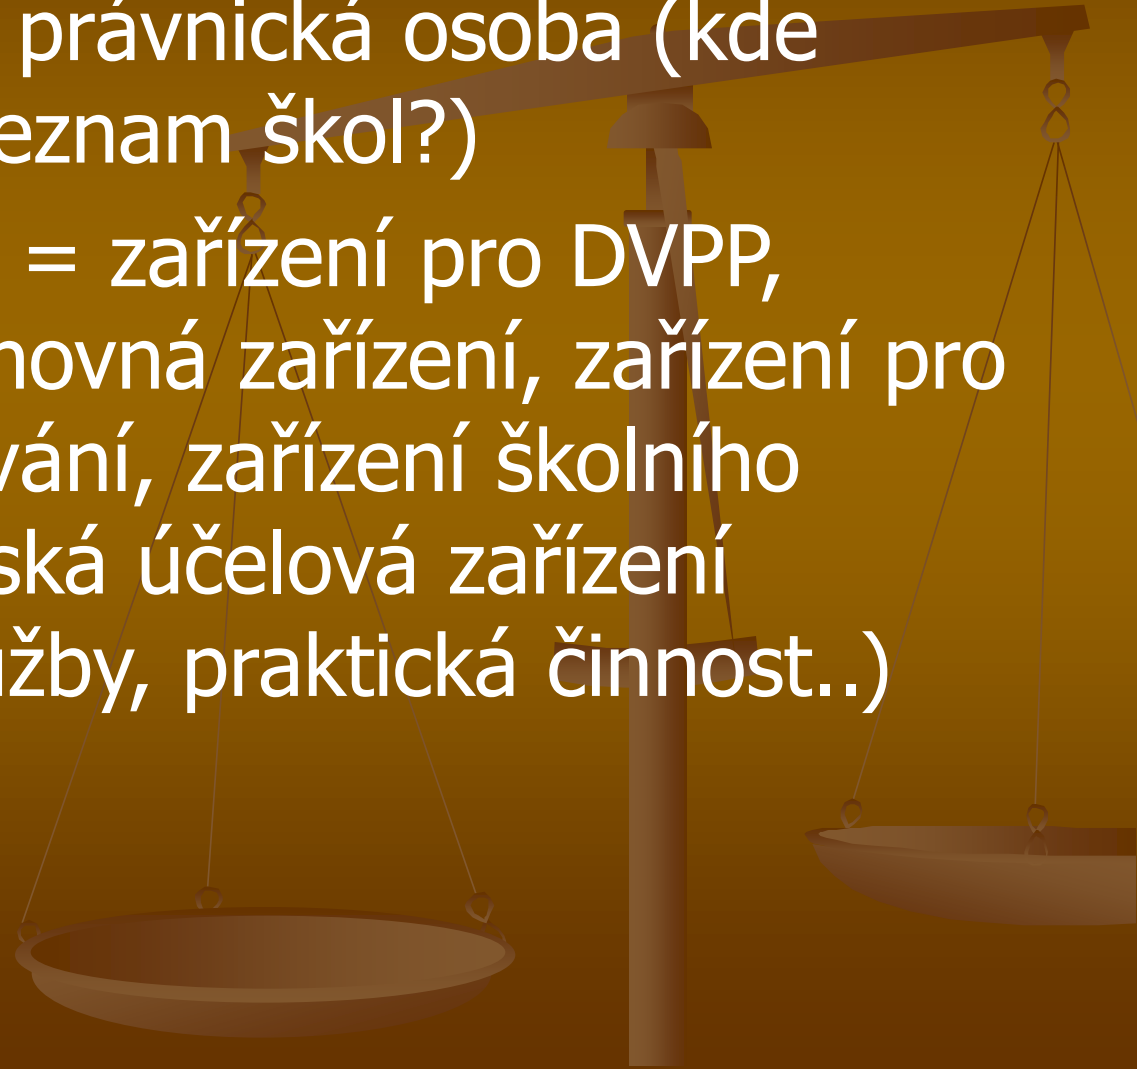 právnická osoba (kde
eznam škol?)
= zařízení pro DVPP,
ovná zařízení, zařízení pro
vání, zařízení školního
ská účelová zařízení
žby, praktická činnost..)